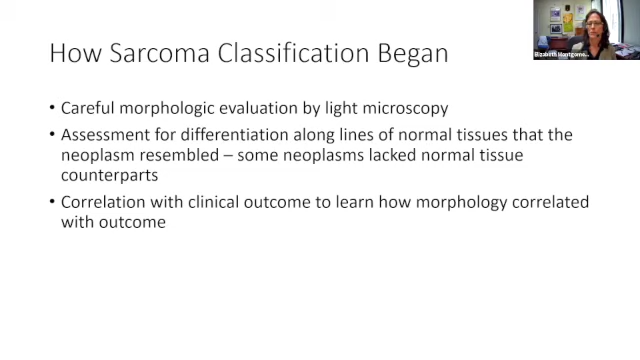 How Sarcoma Classification Began
• Careful morphologic evaluation by light microscopy
• Assessment for differentiation along lines of normal tissues that the
neoplasm resembled – some neoplasms lacked normal tissue
counterparts
• Correlation with clinical outcome to learn how morphology correlated
with outcome
Elizabeth Montgome...